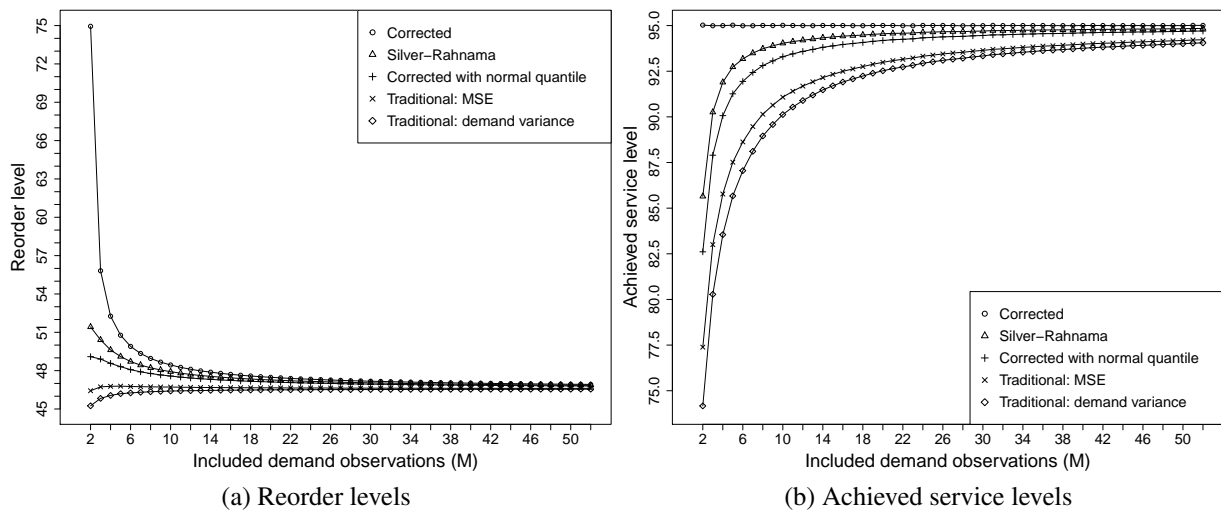 75
72
69
66
63
60
57
54
51
48
45
Reorder level
Corrected
Silver−Rahnama
Corrected with normal quantile
Traditional: MSE
Traditional: demand variance
2 6 10 14 18 22 26 30 34 38 42 46 50
Included demand observations (M)
(a) Reorder levels
95.0
92.5
90.0
87.5
85.0
82.5
80.0
77.5
75.0
Achieved service level
Corrected
Silver−Rahnama
Corrected with normal quantile
Traditional: MSE
Traditional: demand variance
2 6 10 14 18 22 26 30 34 38 42 46 50
Included demand observations (M)
(b) Achieved service levels